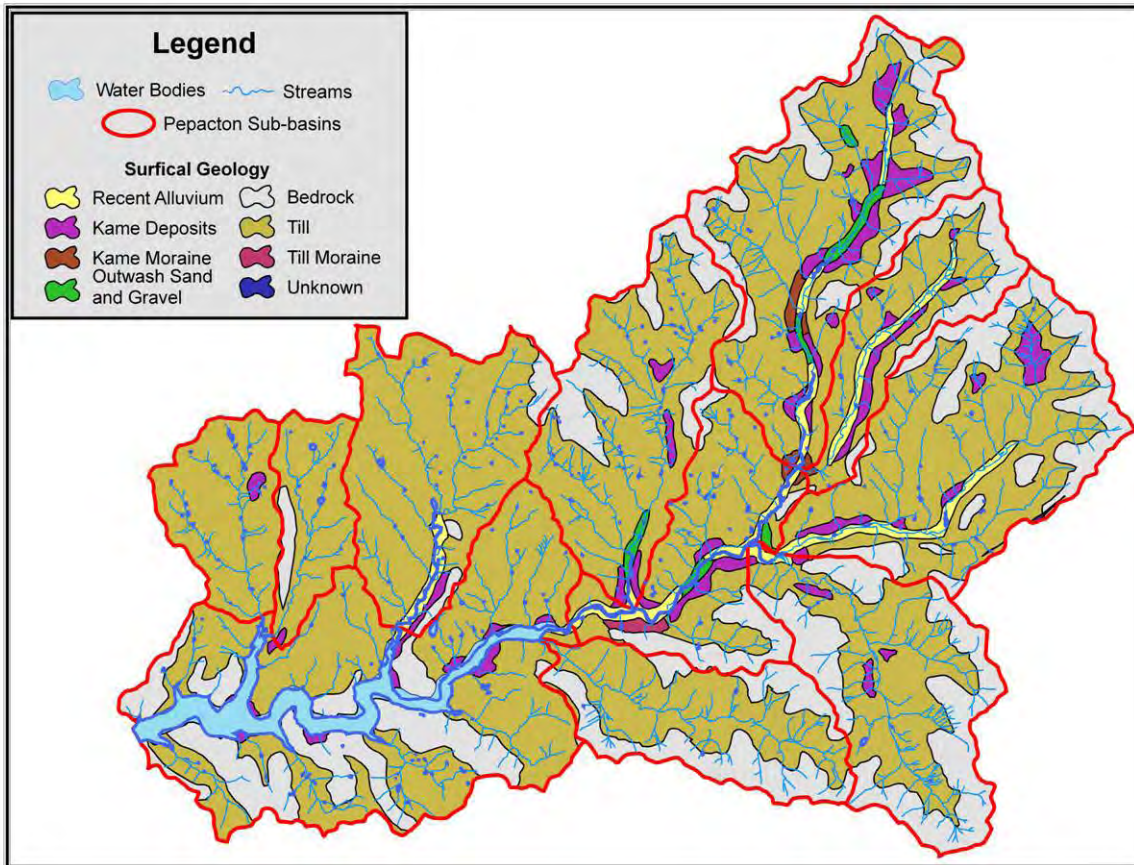 Legend
Water Bodies
Streams
Pepacton Sub-basins
Surfical Geology
Recent Alluvium
Bedrock
Kame Deposits
Till
Kame Moraine
Till Moraine
Outwash Sand
and Gravel
Unknown